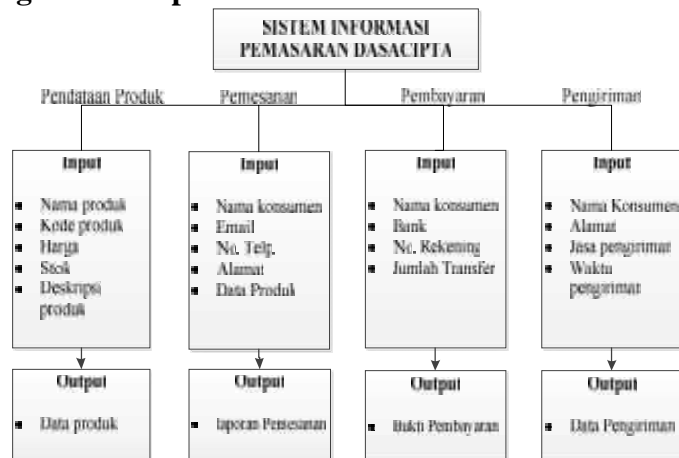 SISTEM INFORMASI
PEMASARAN DASACIPTA
Pendataan Produk
Pemesanan
Pembayaran
Pengiriman
Input
Nama produk
Kode produk
Harga
Stok
Deskripsi
produk
Input
Nama konsumen
Email
No. Telp.
Alamat
Data Produk
Input
Nama konsumen
Bank
No. Rekening
Jumlah Transfer
Input
Nama Konsumen
Alamat
Jasa pengiriman
Waktu
pengiriman
Output
Data produk
Output
laporan Pemesanan
Output
Bukti Pembayaran
Output
Data Pengiriman